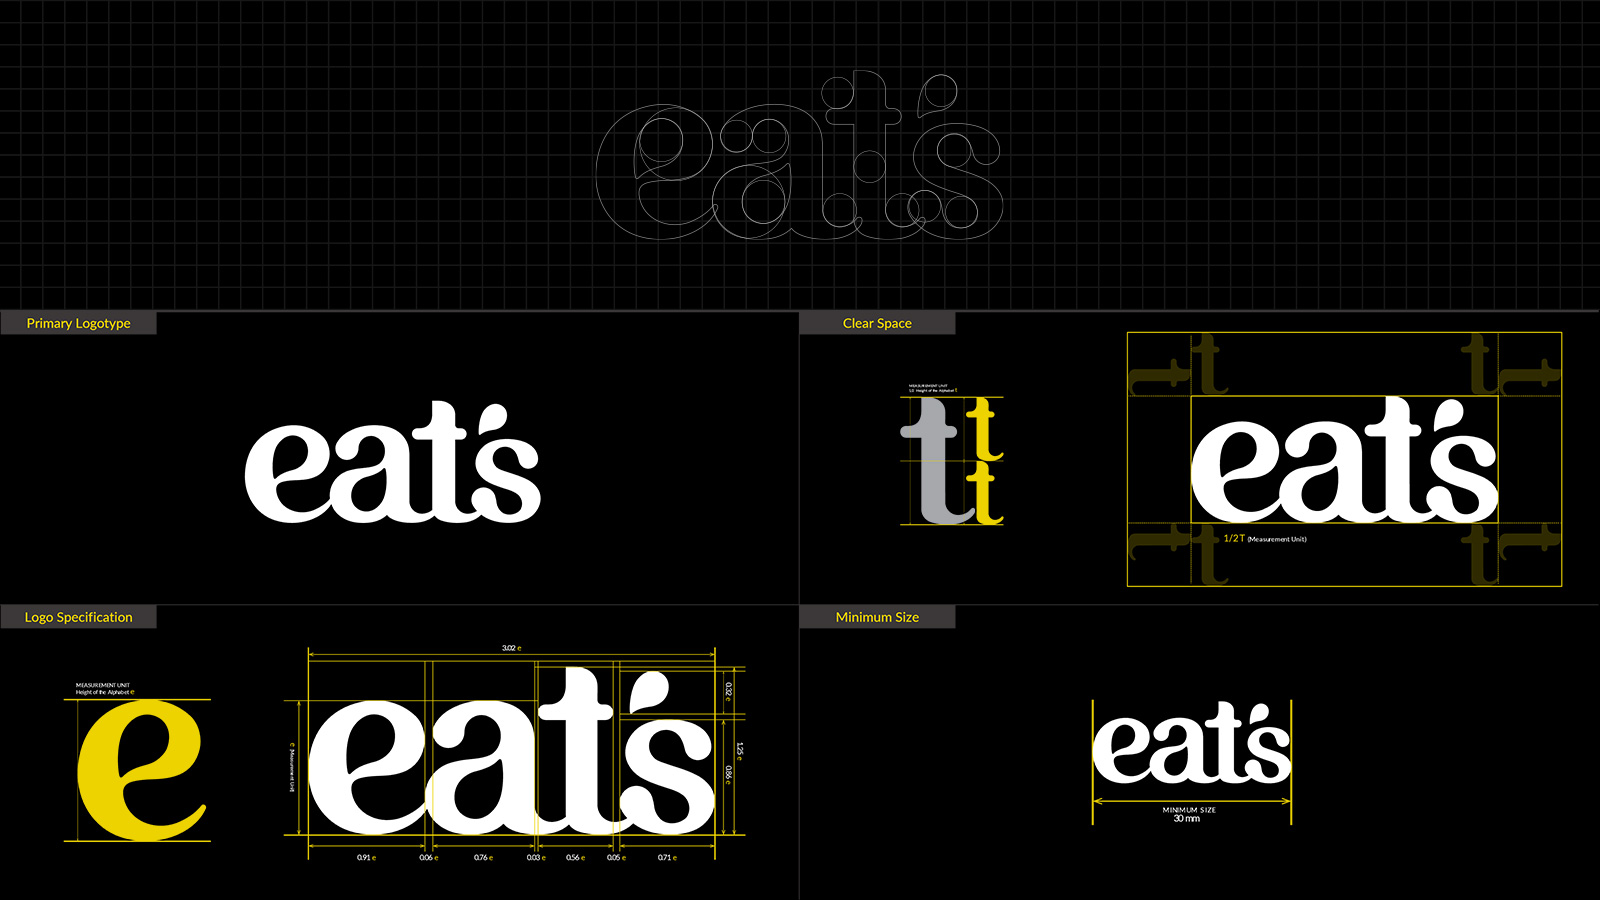 eat's
Primary Logotype
eat's
Clear Space
MEASUREMENT UNIT
1/2 Height of the Alphabet t
t t
t
eat's
1/2 T (Measurement Unit)
Logo Specification
MEASUREMENT UNIT
Height of the Alphabet e
e
3.02 e
e (Measurement Unit)
eat's
0.32 e
1.25 e
0.86 e
0.91 e 0.06 e 0.76 e 0.03 e 0.56 e 0.05 e 0.71 e
Minimum Size
eat's
MINIMUM SIZE
30 mm